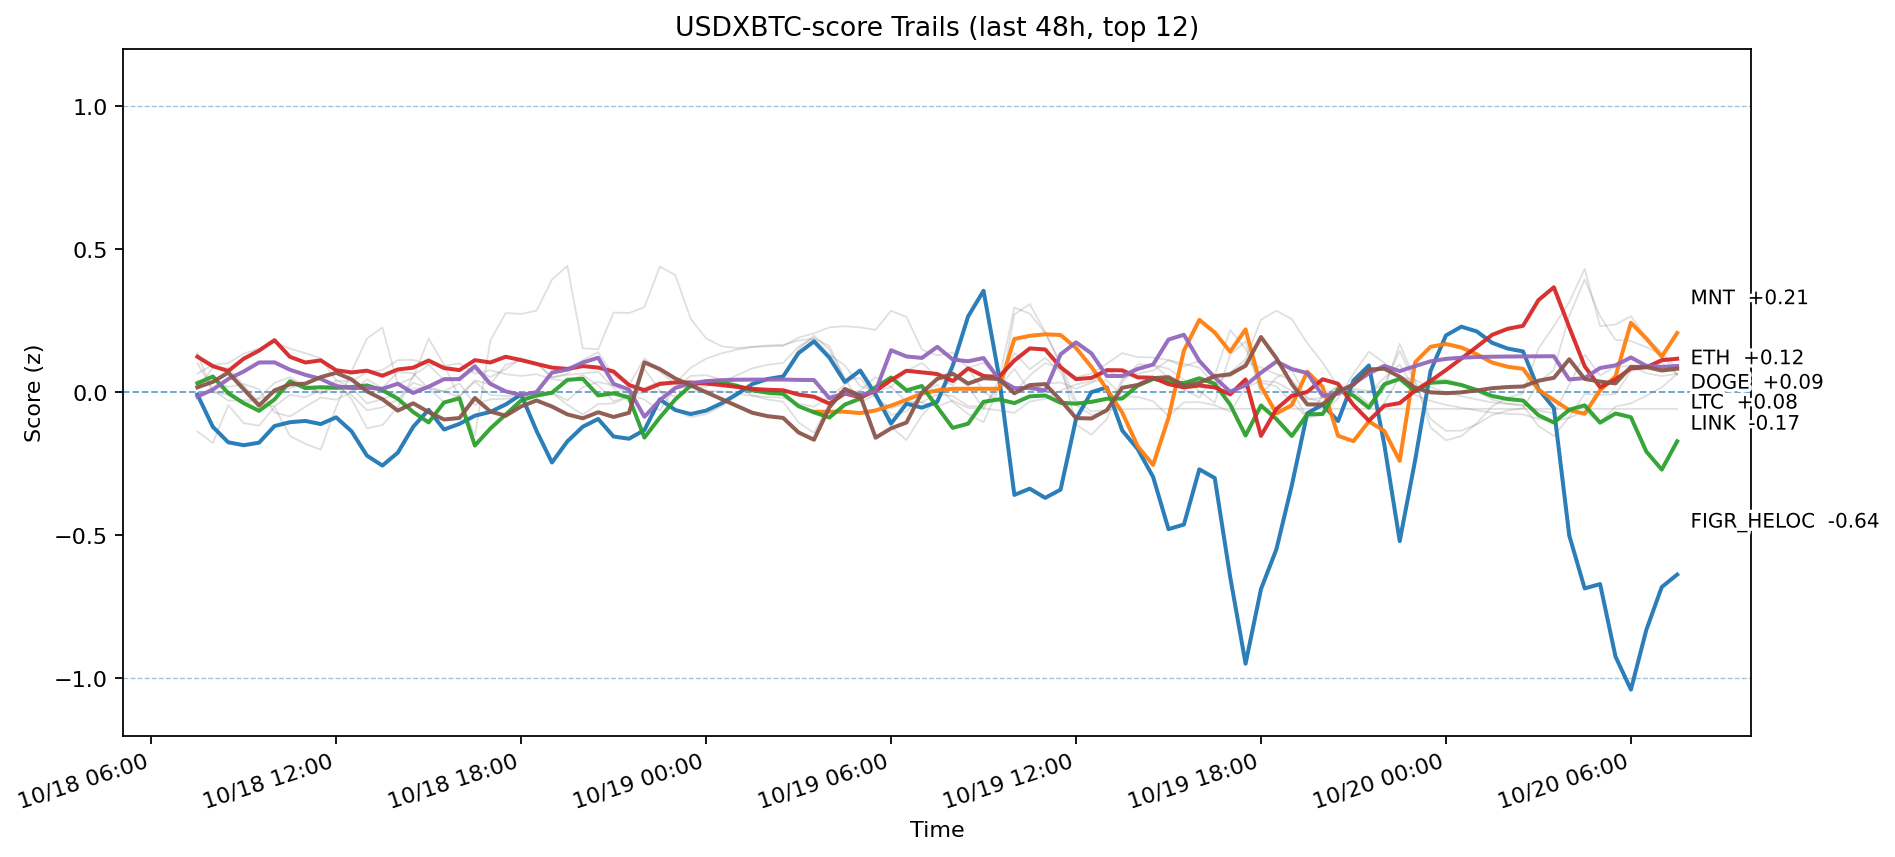 USDXBTC-score Trails (last 48h, top 12)
Score (z)
1.0
0.5
0.0
−0.5
−1.0
MNT +0.21
ETH +0.12
DOGE +0.09
LTC +0.08
LINK -0.17
FIGR_HELOC -0.64
10/18 06:00
10/18 12:00
10/18 18:00
10/19 00:00
10/19 06:00
10/19 12:00
10/19 18:00
10/20 00:00
10/20 06:00
Time